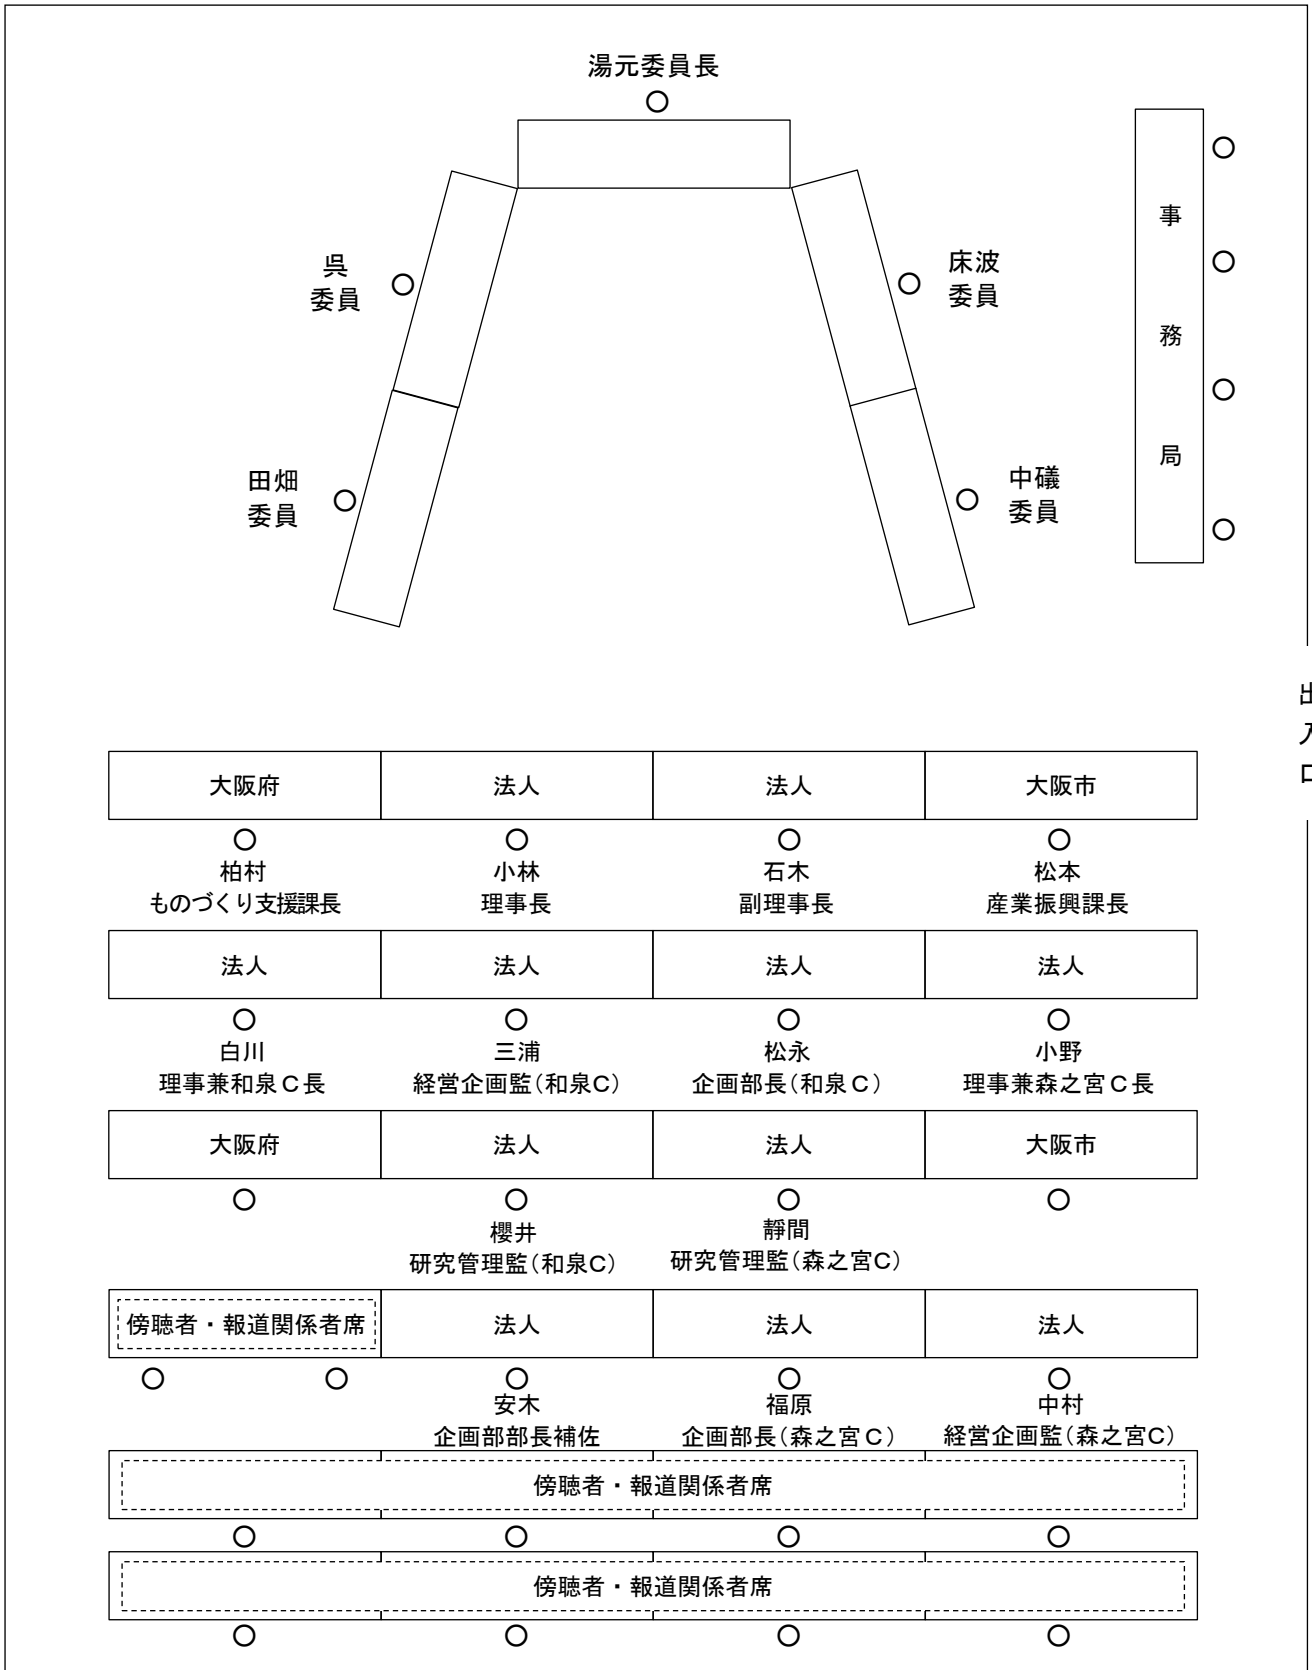 湯元委員長
呉
委員
床波
委員
田畑
委員
中礒
委員
事
務
局
出
入
口
大阪府
法人
法人
大阪市
柏村
ものづくり支援課長
小林
理事長
石木
副理事長
松本
産業振興課長
法人
法人
法人
法人
白川
理事兼和泉C長
三浦
経営企画監(和泉C)
松永
企画部長(和泉C)
小野
理事兼森之宮C長
大阪府
法人
法人
大阪市
櫻井
研究管理監(和泉C)
靜間
研究管理監(森之宮C)
傍聴者・報道関係者席
法人
法人
法人
安木
企画部部長補佐
福原
企画部長(森之宮C)
中村
経営企画監(森之宮C)
傍聴者・報道関係者席
傍聴者・報道関係者席